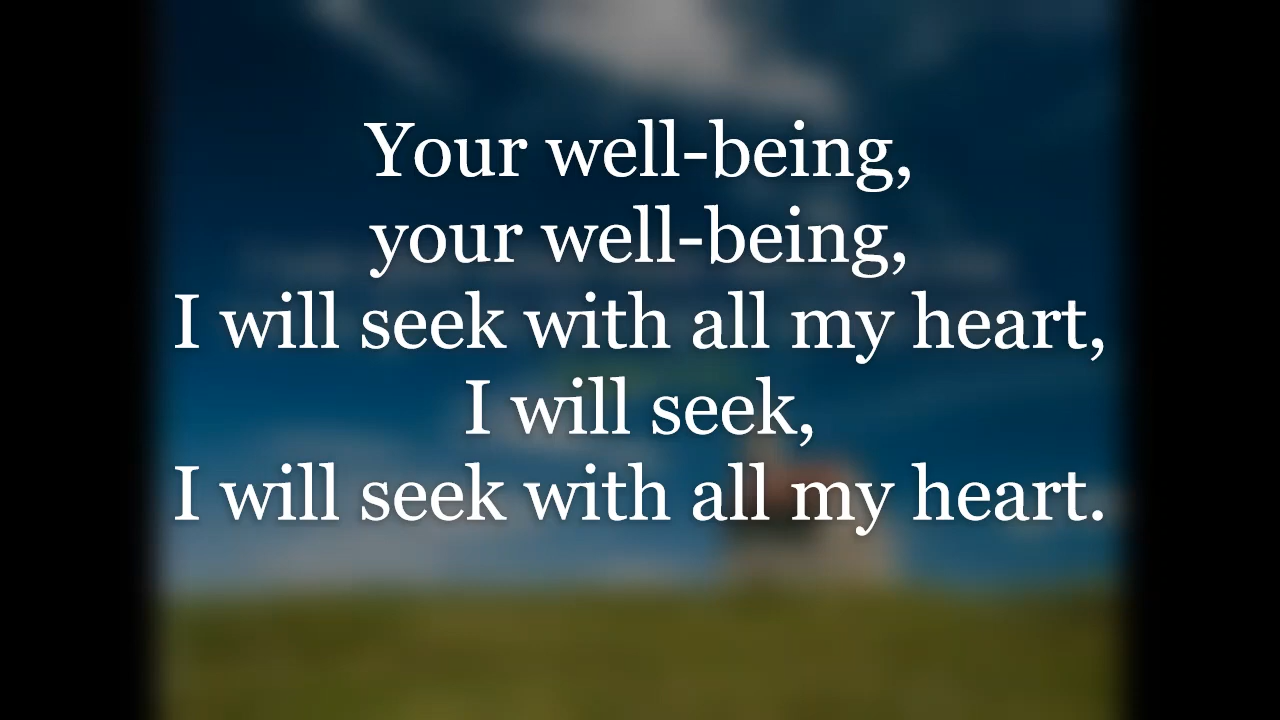 Your well-being,
your well-being,
I will seek with all my heart,
I will seek,
I will seek with all my heart.